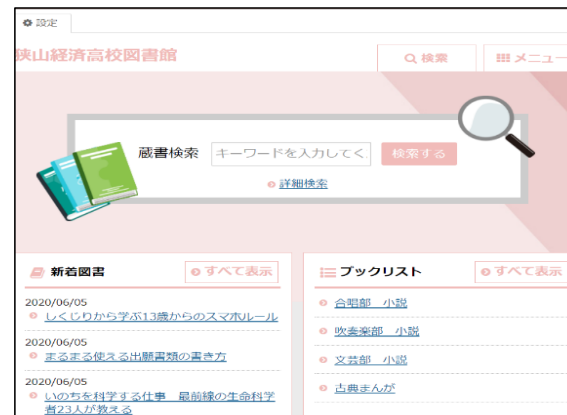 設定
狭山経済高校図書館
検索
メニュー
蔵書検索
キーワードを入力してく
検索する
詳細検索
新着図書
すべて表示
2020/06/05
しくじりから学ぶ13歳からのスマホルール
2020/06/05
まるまる使える出願書類の書き方
2020/06/05
いのちを科学する仕事　最前線の生命科学
者23人が教える
ブックリスト
すべて表示
合唱部　小説
吹奏楽部　小説
文芸部　小説
古典まんが